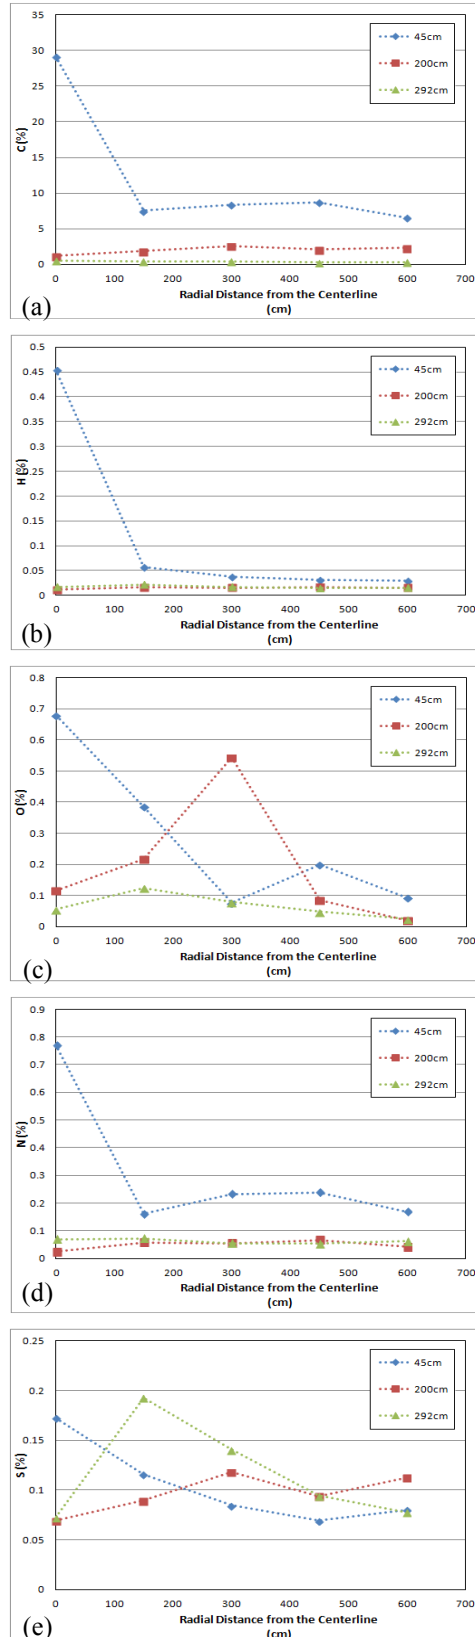 35
30
25
20
15
10
5
0
C (%)
45cm
200cm
292cm
0 100 200 300 400 500 600 700
Radial Distance from the Centerline
(cm)
(a)
0.5
0.45
0.4
0.35
0.3
0.25
0.2
0.15
0.1
0.05
0
H (%)
45cm
200cm
292cm
0 100 200 300 400 500 600 700
Radial Distance from the Centerline
(cm)
(b)
0.8
0.7
0.6
0.5
0.4
0.3
0.2
0.1
0
O (%)
45cm
200cm
292cm
0 100 200 300 400 500 600 700
Radial Distance from the Centerline
(cm)
(c)
0.9
0.8
0.7
0.6
0.5
0.4
0.3
0.2
0.1
0
N (%)
45cm
200cm
292cm
0 100 200 300 400 500 600 700
Radial Distance from the Centerline
(cm)
(d)
0.25
0.2
0.15
0.1
0.05
0
S (%)
45cm
200cm
292cm
0 100 200 300 400 500 600 700
Radial Distance from the Centerline
(cm)
(e)